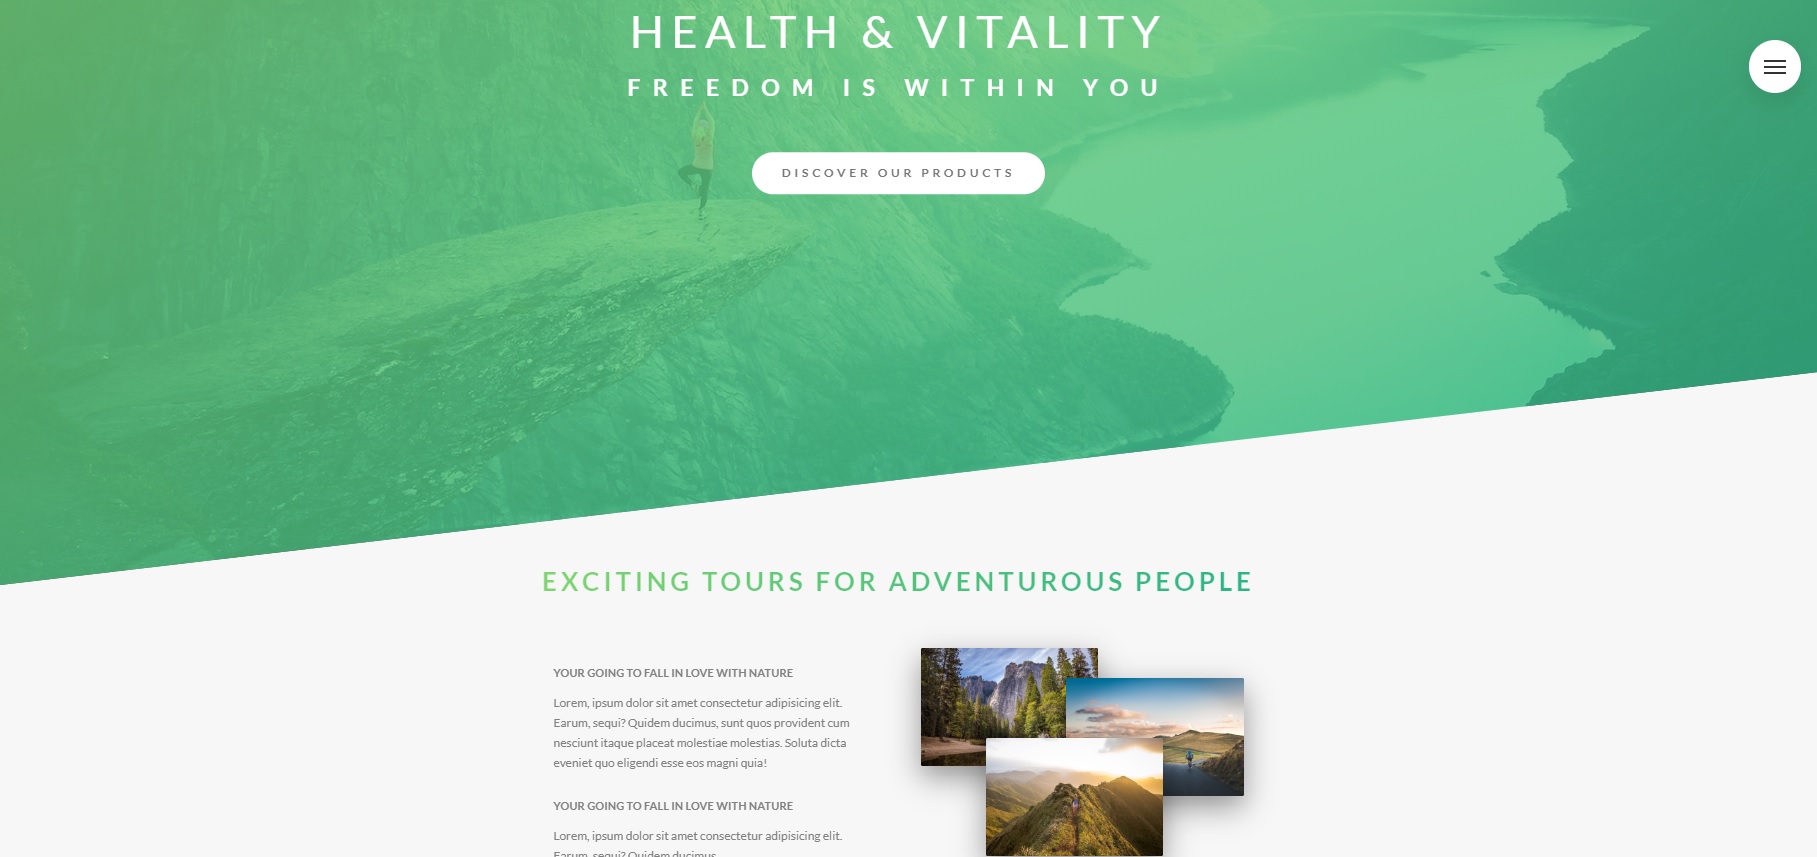 HEALTH & VITALITY
FREEDOM IS WITHIN YOU
DISCOVER OUR PRODUCTS
EXCITING TOURS FOR ADVENTUROUS PEOPLE
YOUR GOING TO FALL IN LOVE WITH NATURE
Lorem, ipsum dolor sit amet consectetur adipisicing elit.
Earum, sequi? Quidem ducimus, sunt quos provident cum
nesciunt itaque placeat molestiae molestias. Soluta dicta
eveniet quo eligendi esse eos magni quia!
YOUR GOING TO FALL IN LOVE WITH NATURE
Lorem, ipsum dolor sit amet consectetur adipisicing elit.
Earum, sequi? Quidem ducimus